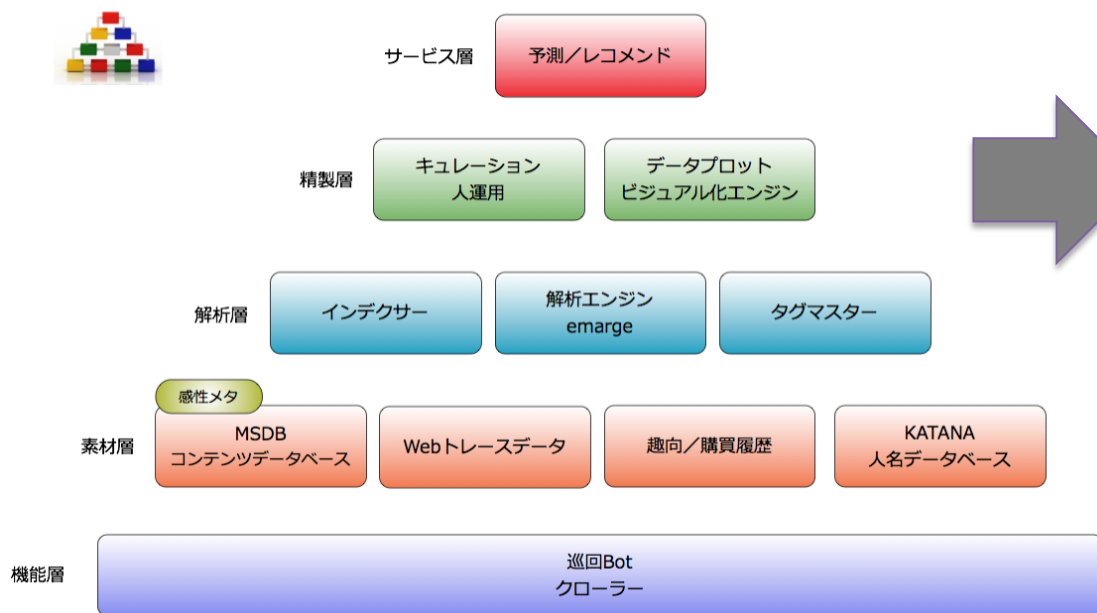 サービス層
予測／レコメンド
精製層
キュレーション
人運用
データプロット
ビジュアル化エンジン
解析層
インデクサー
解析エンジン
emarge
タグマスター
素材層
感性メタ
MSDB
コンテンツデータベース
Webトレースデータ
趣向／購買履歴
KATANA
人名データベース
機能層
巡回Bot
クローラー